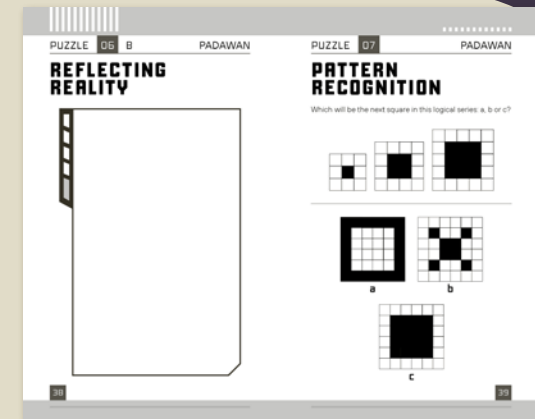 PUZZLE 06 B PADAWAN
REFLECTING
REALITY
38
PUZZLE 07 PADAWAN
PATTERN
RECOGNITION
Which will be the next square in this logical series: a, b or c?
a
b
c
39